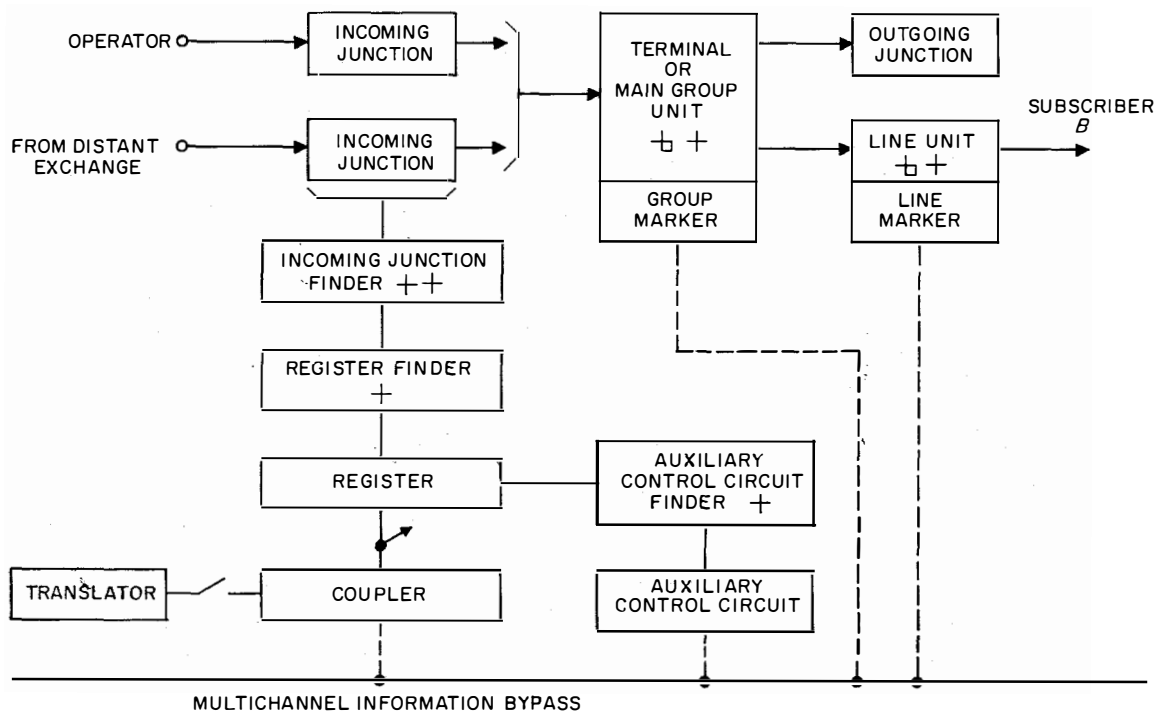 OPERATOR
INCOMING
JUNCTION
FROM DISTANT
EXCHANGE
INCOMING
JUNCTION
TERMINAL
OR
MAIN GROUP
UNIT
GROUP
MARKER
OUTGOING
JUNCTION
LINE UNIT
LINE
MARKER
SUBSCRIBER
B
INCOMING JUNCTION
FINDER
REGISTER FINDER
REGISTER
AUXILIARY
CONTROL CIRCUIT
FINDER
TRANSLATOR
COUPLER
AUXILIARY
CONTROL CIRCUIT
MULTICHANNEL INFORMATION BYPASS